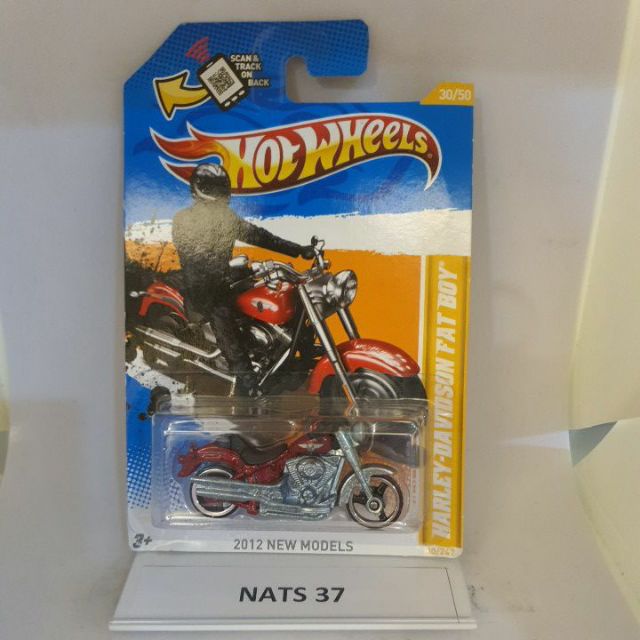 SCAN &
TRACK
ON
BACK
30/50
HOT WHEELS
HARLEY-DAVIDSON FAT BOY
3+
2012 NEW MODELS
NATS 37